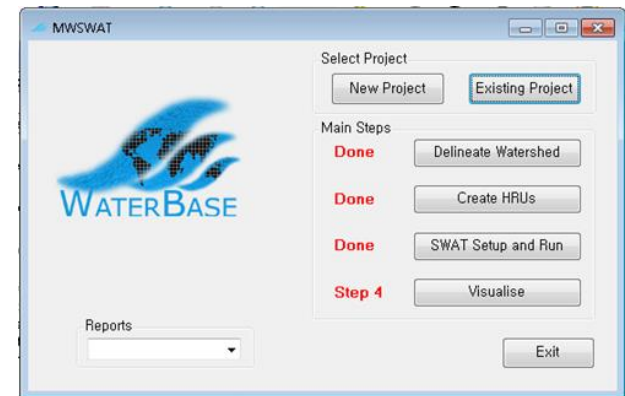 MWSWAT
Select Project
New Project
Existing Project
Main Steps
Done
Delineate Watershed
Done
Create HRUs
Done
SWAT Setup and Run
Step 4
Visualise
WATERBASE
Reports
Exit